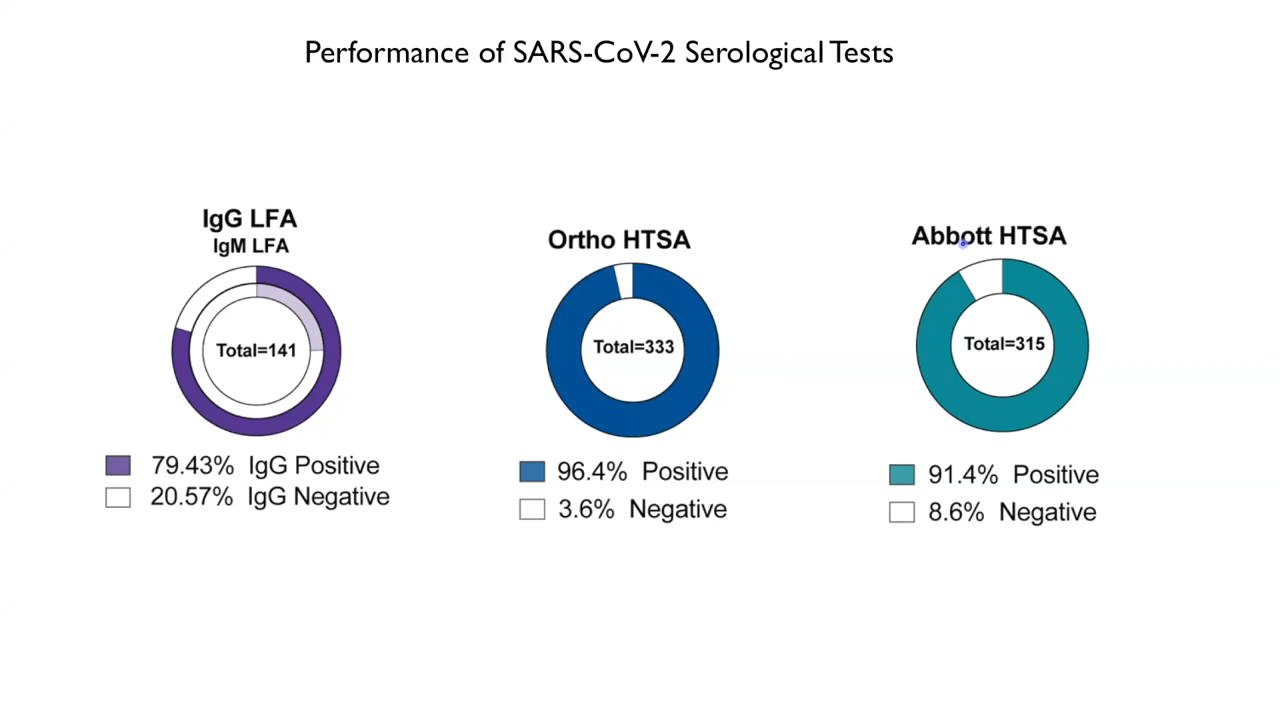 Performance of SARS-CoV-2 Serological Tests
IgG LFA
IgM LFA
Total=141
79.43% IgG Positive
20.57% IgG Negative
Ortho HTSA
Total=333
96.4% Positive
3.6% Negative
Abbott HTSA
Total=315
91.4% Positive
8.6% Negative